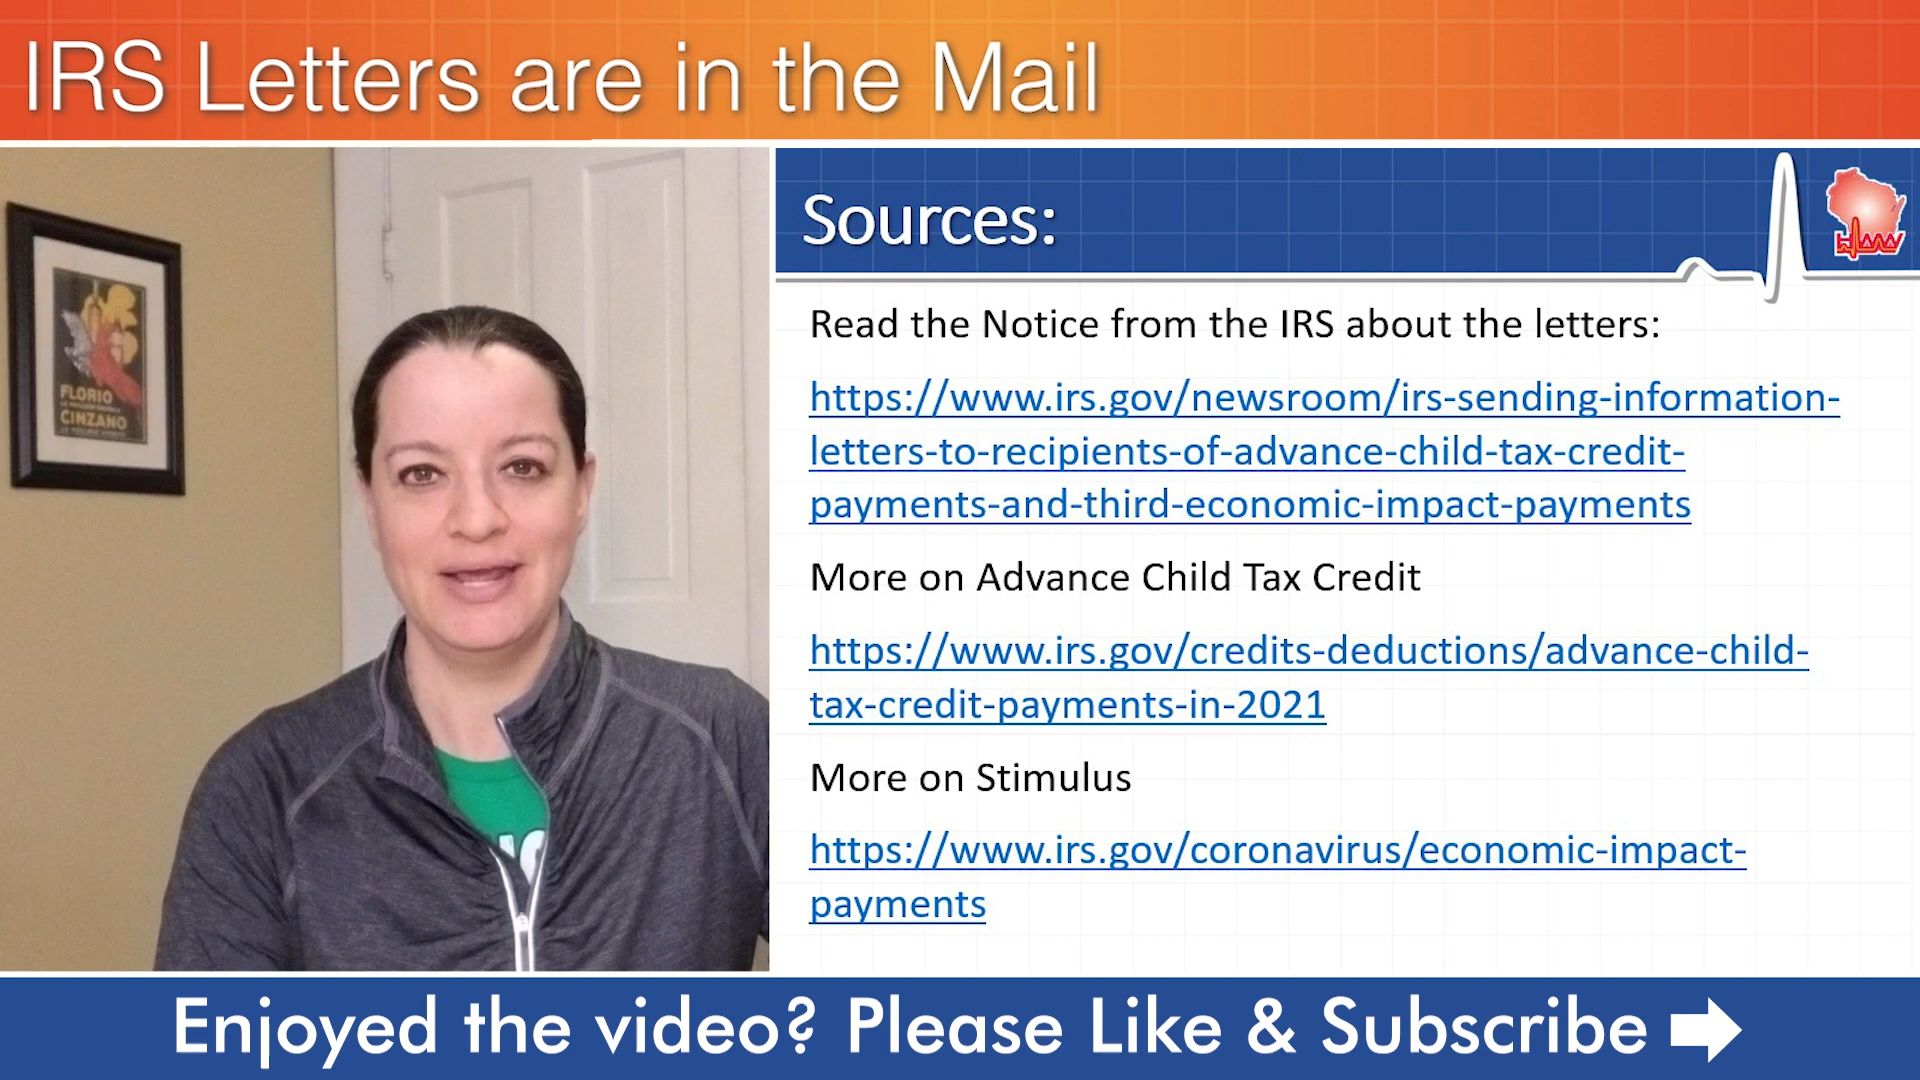 IRS Letters are in the Mail
FLORIO
CINZANO
Sources:
Read the Notice from the IRS about the letters:
https://www.irs.gov/newsroom/irs-sending-information-
letters-to-recipients-of-advance-child-tax-credit-
payments-and-third-economic-impact-payments
More on Advance Child Tax Credit
https://www.irs.gov/credits-deductions/advance-child-
tax-credit-payments-in-2021
More on Stimulus
https://www.irs.gov/coronavirus/economic-impact-
payments
Enjoyed the video? Please Like & Subscribe